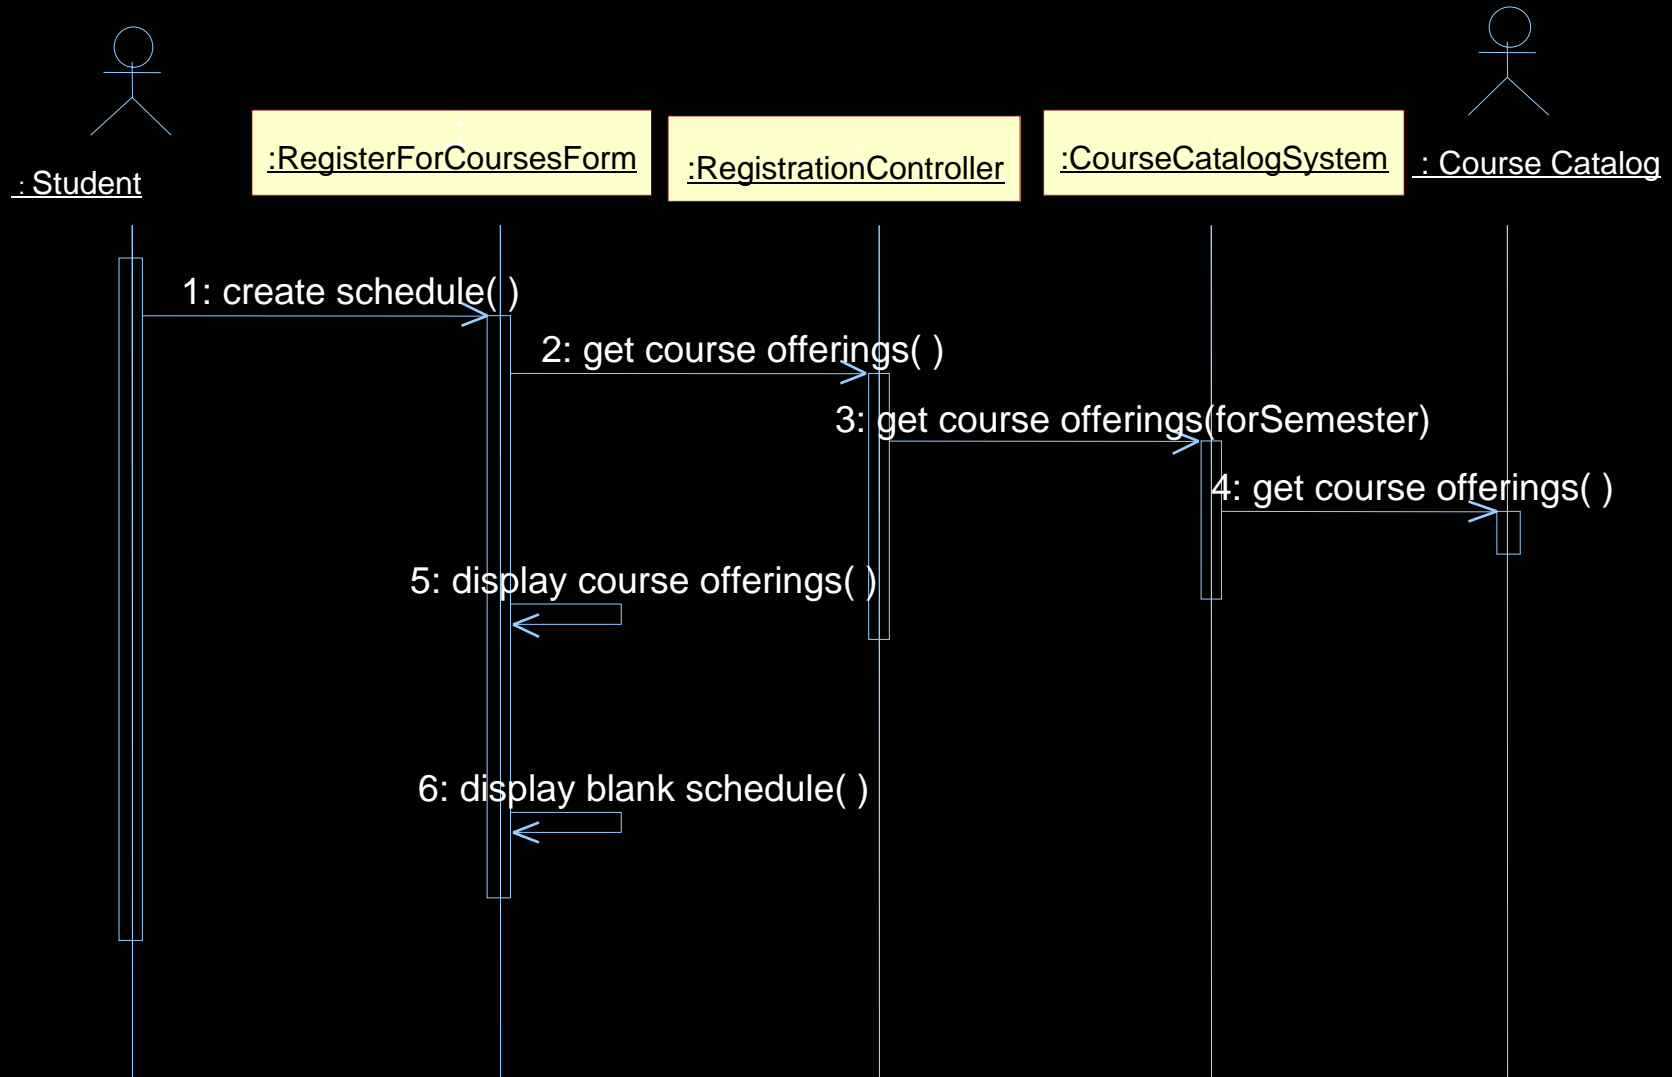 : Student
:RegisterForCoursesForm
:RegistrationController
:CourseCatalogSystem
: Course Catalog
1: create schedule( )
2: get course offerings( )
3: get course offerings(forSemester)
4: get course offerings( )
5: display course offerings( )
6: display blank schedule( )